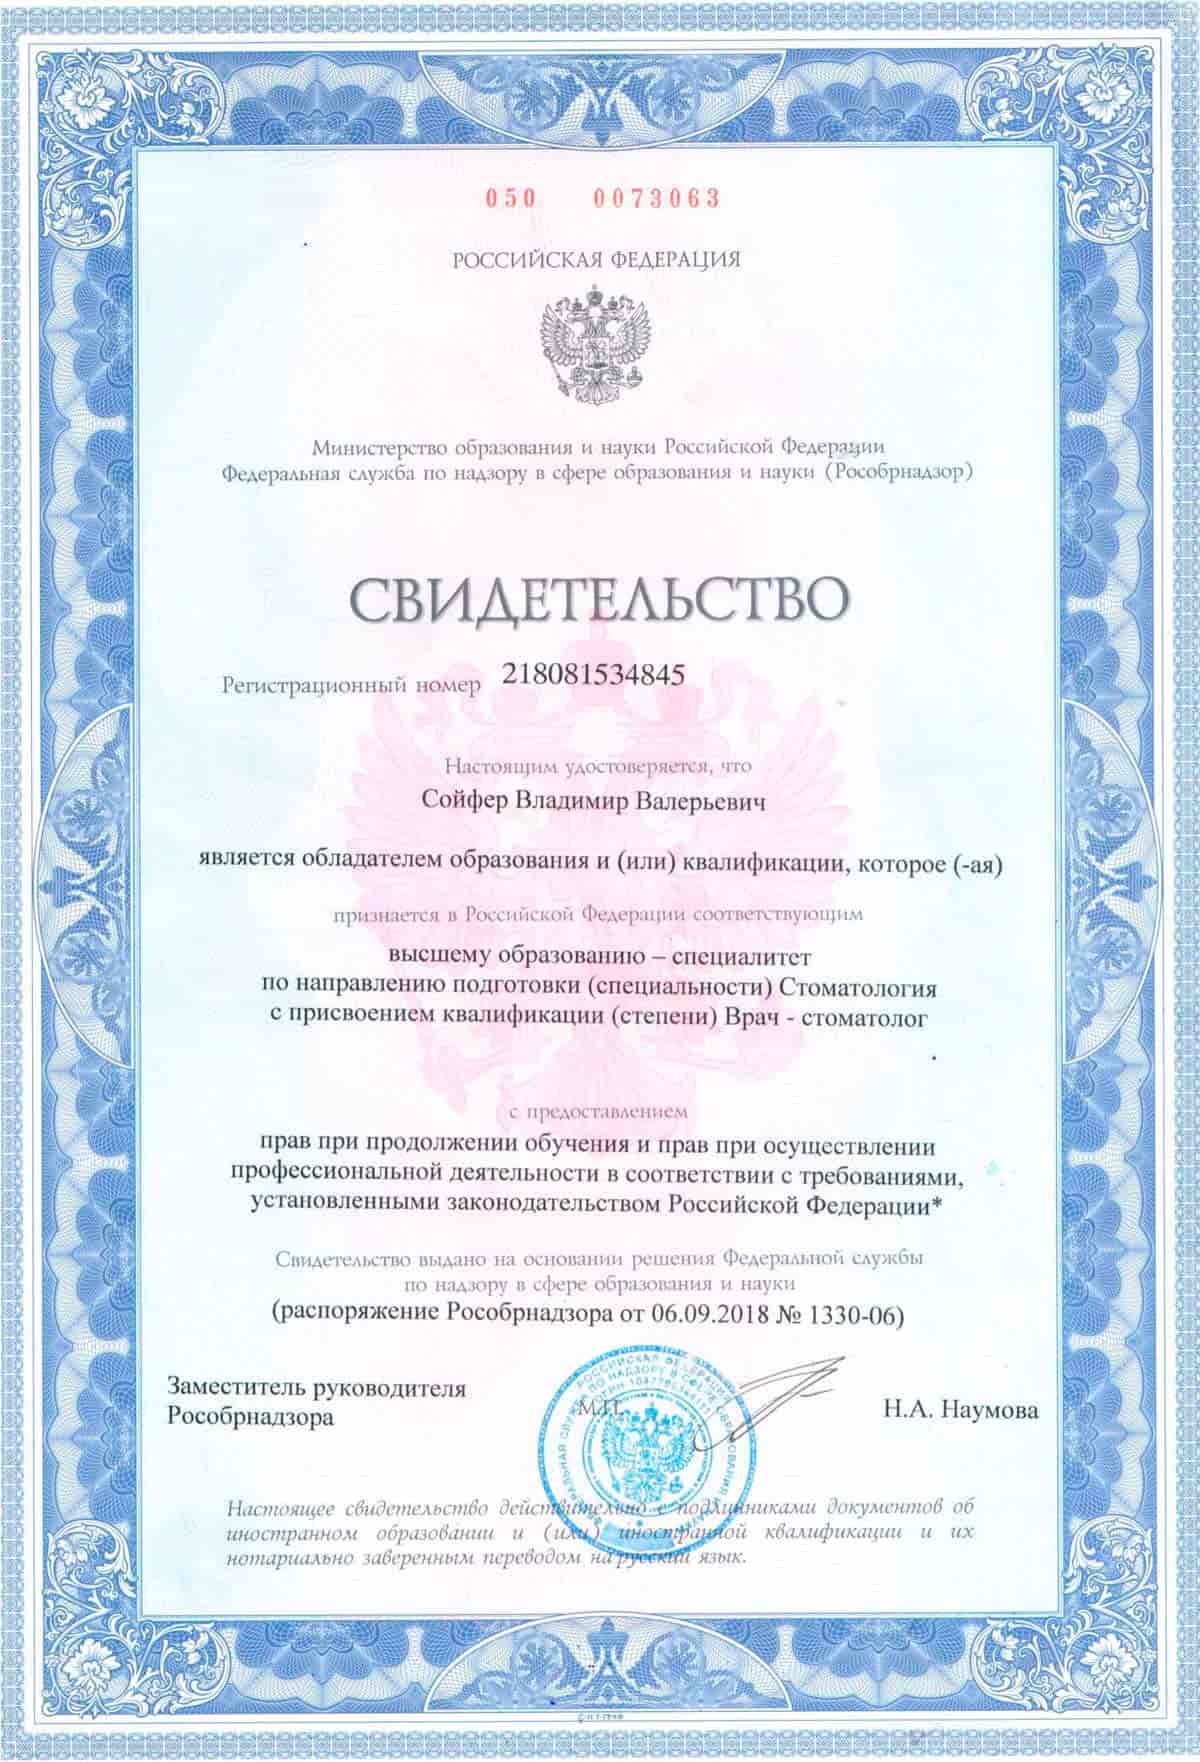 050 0073063
РОССИЙСКАЯ ФЕДЕРАЦИЯ
Министерство образования и науки Российской Федерации
Федеральная служба по надзору в сфере образования и науки (Рособрнадзор)
СВИДЕТЕЛЬСТВО
Регистрационный номер 218081534845
Настоящим удостоверяется, что
Сойфер Владимир Валерьевич
является обладателем образования и (или) квалификации, которое (-ая)
признается в Российской Федерации соответствующим
высшему образованию – специалитет
по направлению подготовки (специальности) Стоматология
с присвоением квалификации (степени) Врач - стоматолог
с предоставлением
прав при продолжении обучения и прав при осуществлении
профессиональной деятельности в соответствии с требованиями,
установленными законодательством Российской Федерации*
Свидетельство выдано на основании решения Федеральной службы
по надзору в сфере образования и науки
(распоряжение Рособрнадзора от 06.09.2018 № 1330-06)
Заместитель руководителя
Рособрнадзора
М.П.
Н.А. Наумова
Настоящее свидетельство действительно с подлинниками документов об
иностранном образовании и (или) иностранной квалификации и их
нотариально заверенным переводом на русский язык.